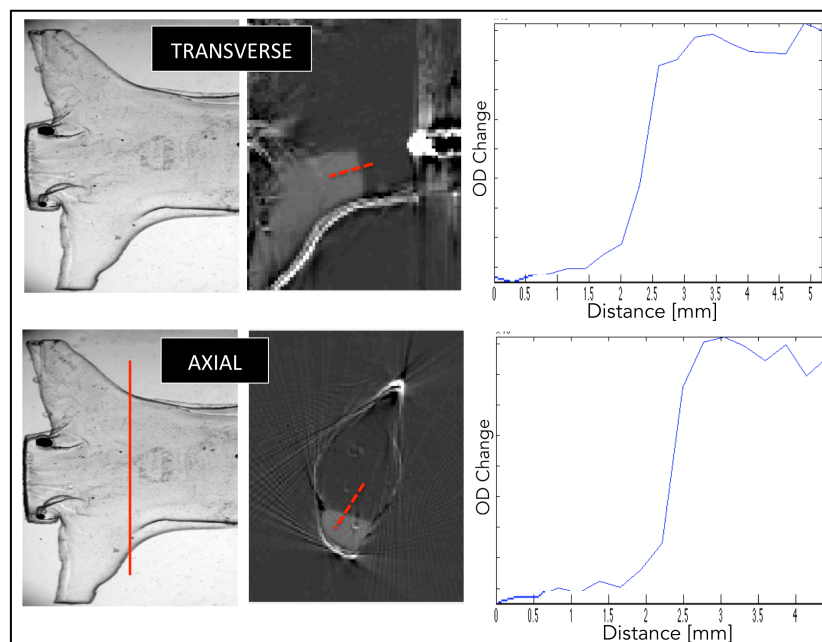 TRANSVERSE
OD Change
0 0.5 1 1.5 2 2.5 3 3.5 4 4.5 5
Distance [mm]
AXIAL
OD Change
0 0.5 1 1.5 2 2.5 3 3.5 4
Distance [mm]